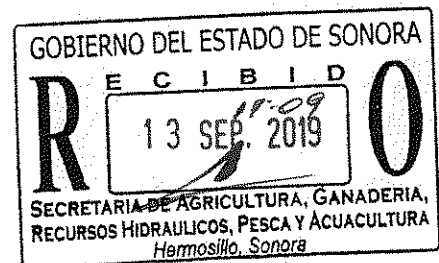 GOBIERNO DEL ESTADO DE SONORA
RECIBIDO
13 SEP. 2019
SECRETARIA DE AGRICULTURA, GANADERIA,
RECURSOS HIDRAULICOS, PESCA Y ACUACULTURA
Hermosillo, Sonora